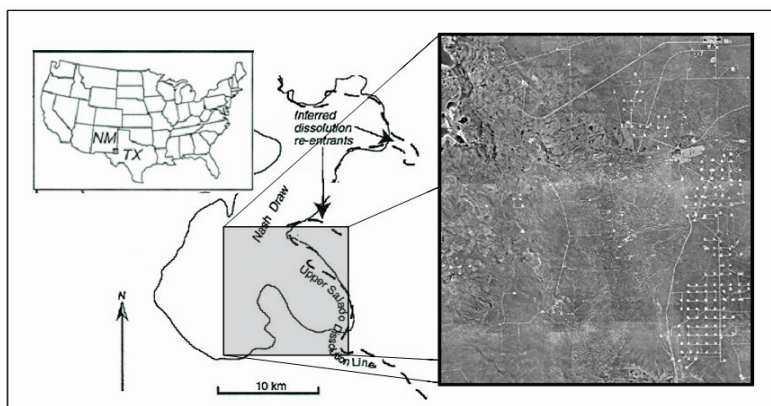 NM
TX
Inferred
dissolution
re-entrants
Nash Draw
Upper Salado Dissolution Line
N
10 km